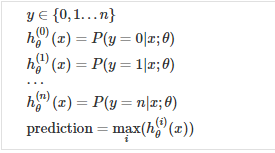 y ∈ {0, 1...n}
h_θ^{(0)}(x) = P(y = 0|x; θ)
h_θ^{(1)}(x) = P(y = 1|x; θ)
⋯
h_θ^{(n)}(x) = P(y = n|x; θ)
prediction = max_i(h_θ^{(i)}(x))